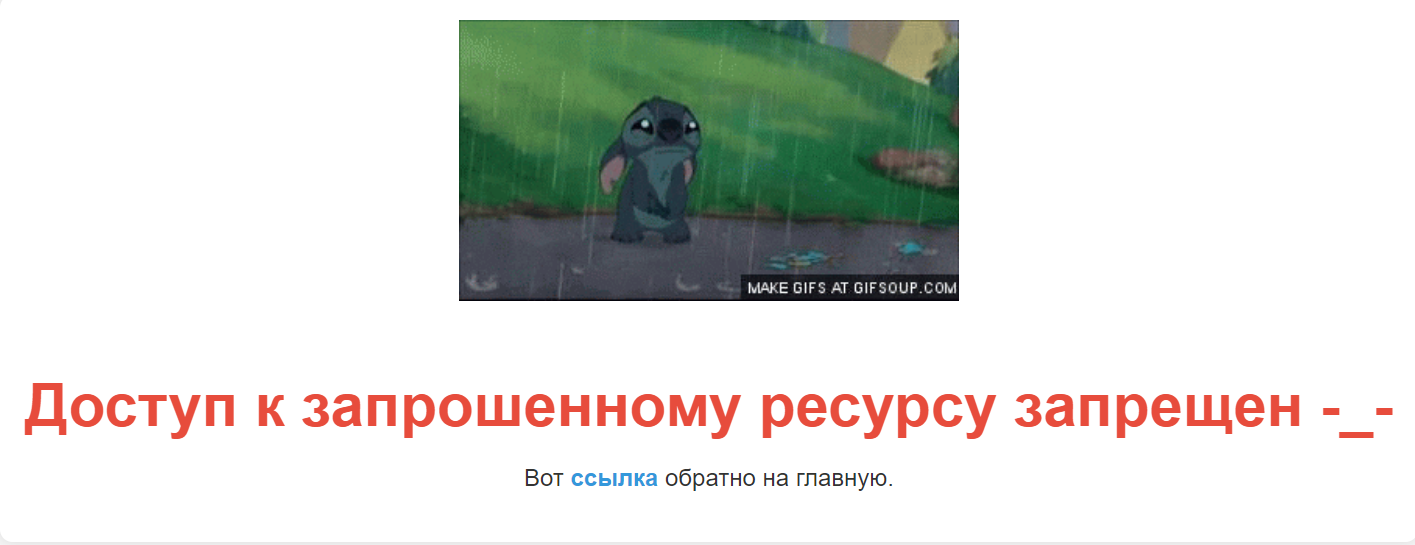 MAKE GIFS AT GIFSOUP.COM
Доступ к запрошенному ресурсу запрещен -_-
Вот ссылка обратно на главную.